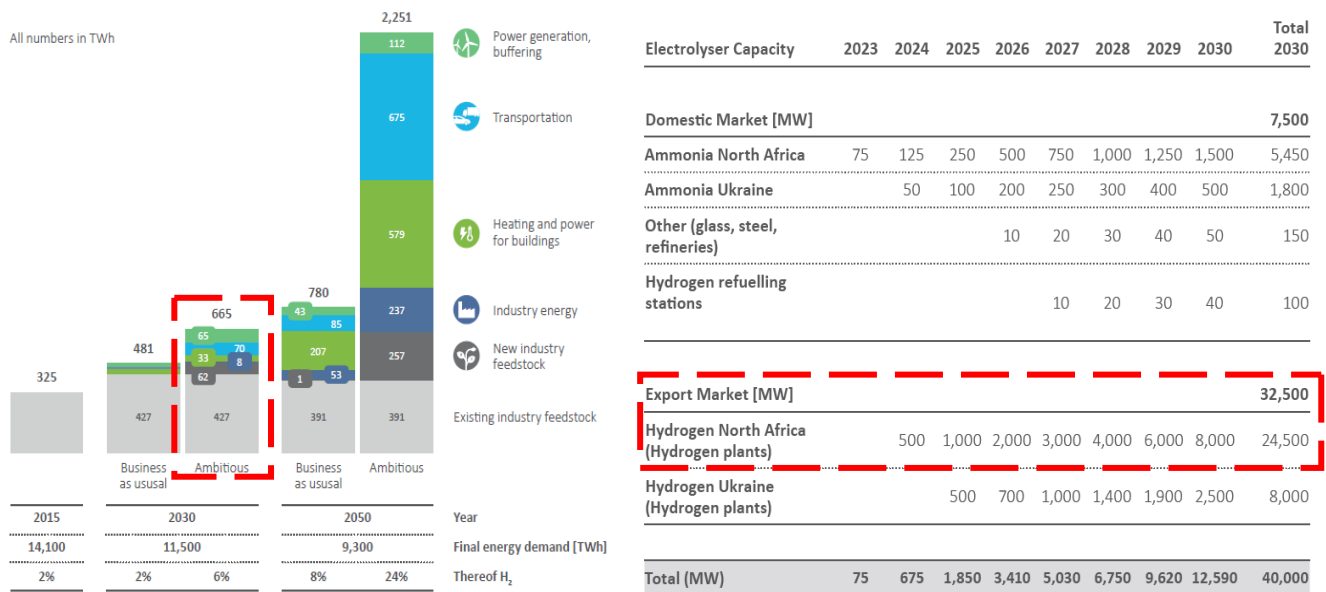 All numbers in TWh
2,251
112
675
579
237
257
391
780
43
85
207
53
1
391
665
65
70
33
8
62
427
481
427
325
Power generation,
buffering
Transportation
Heating and power
for buildings
Industry energy
New industry
feedstock
Existing industry feedstock
Business
as ususal
Ambitious
Business
as ususal
Ambitious
2015 2030 2050 Year
14,100 11,500 9,300 Final energy demand [TWh]
2% 2% 6% 8% 24% Thereof H₂
Total
Electrolyser Capacity 2023 2024 2025 2026 2027 2028 2029 2030 2030
Domestic Market [MW] 7,500
Ammonia North Africa 75 125 250 500 750 1,000 1,250 1,500 5,450
Ammonia Ukraine 50 100 200 250 300 400 500 1,800
Other (glass, steel,
refineries) 10 20 30 40 50 150
Hydrogen refuelling
stations 10 20 30 40 100
Export Market [MW] 32,500
Hydrogen North Africa
(Hydrogen plants) 500 1,000 2,000 3,000 4,000 6,000 8,000 24,500
Hydrogen Ukraine
(Hydrogen plants) 500 700 1,000 1,400 1,900 2,500 8,000
Total (MW) 75 675 1,850 3,410 5,030 6,750 9,620 12,590 40,000